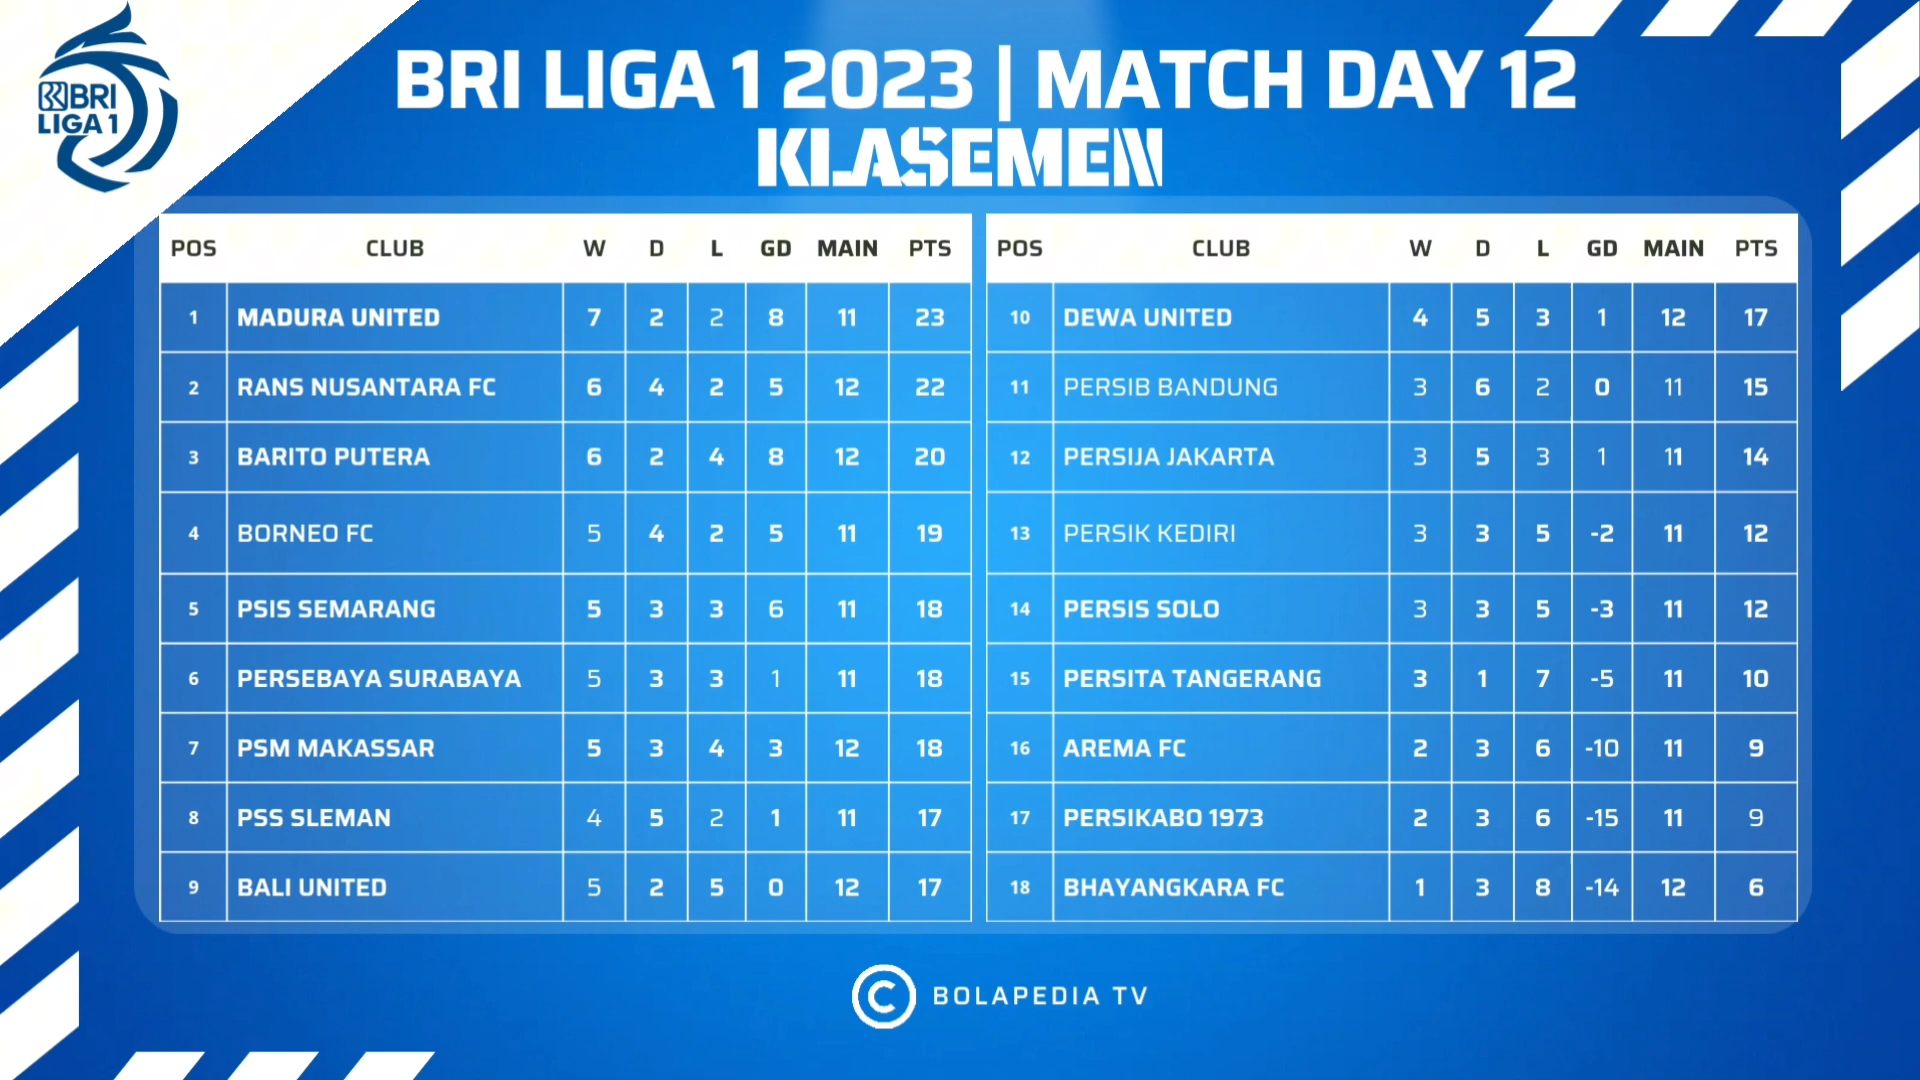 BRI
LIGA 1
BRI LIGA 1 2023 | MATCH DAY 12
KLASEMEN
POS CLUB W D L GD MAIN PTS
1 MADURA UNITED 7 2 2 8 11 23
2 RANS NUSANTARA FC 6 4 2 5 12 22
3 BARITO PUTERA 6 2 4 8 12 20
4 BORNEO FC 5 4 2 5 11 19
5 PSIS SEMARANG 5 3 3 6 11 18
6 PERSEBAYA SURABAYA 5 3 3 1 11 18
7 PSM MAKASSAR 5 3 4 3 12 18
8 PSS SLEMAN 4 5 2 1 11 17
9 BALI UNITED 5 2 5 0 12 17
POS CLUB W D L GD MAIN PTS
10 DEWA UNITED 4 5 3 1 12 17
11 PERSIB BANDUNG 3 6 2 0 11 15
12 PERSIJA JAKARTA 3 5 3 1 11 14
13 PERSIK KEDIRI 3 3 5 -2 11 12
14 PERSIS SOLO 3 3 5 -3 11 12
15 PERSITA TANGERANG 3 1 7 -5 11 10
16 AREMA FC 2 3 6 -10 11 9
17 PERSIKABO 1973 2 3 6 -15 11 9
18 BHAYANGKARA FC 1 3 8 -14 12 6
© BOLAPEDIA TV